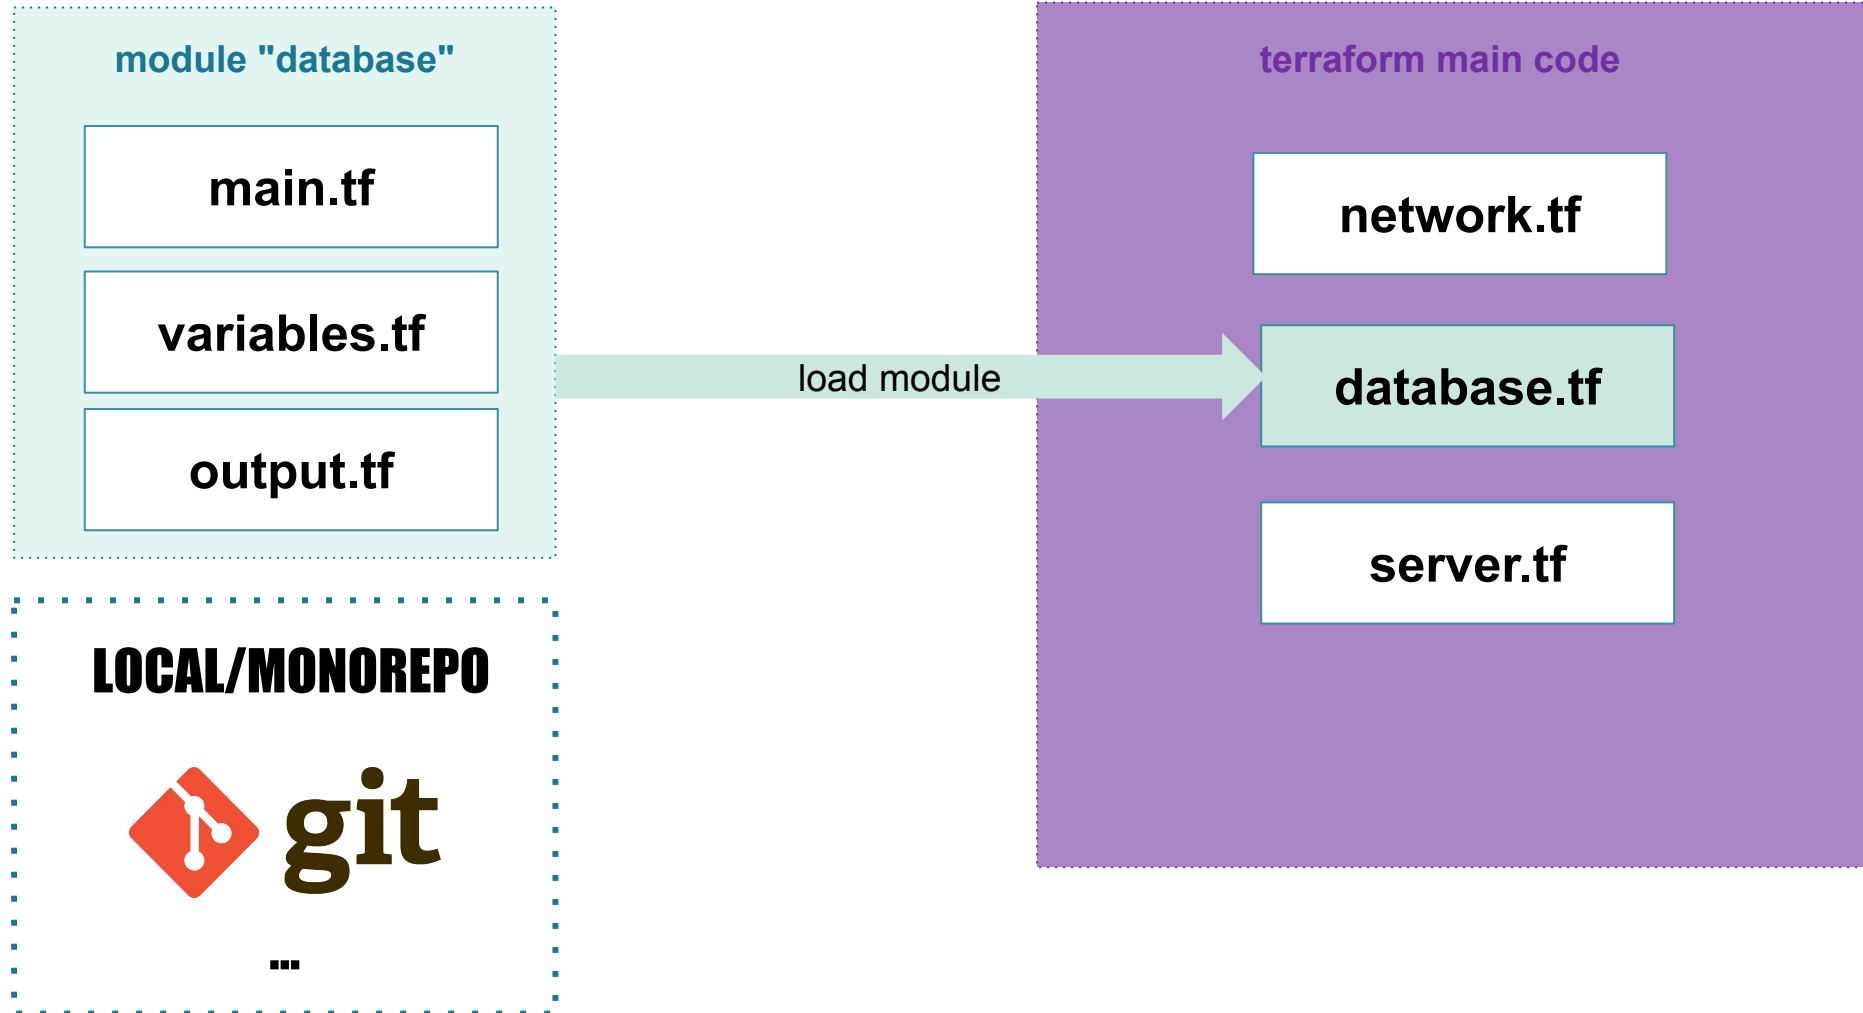 module "database"
main.tf
variables.tf
output.tf
LOCAL/MONOREPO
git
...
load module
terraform main code
network.tf
database.tf
server.tf